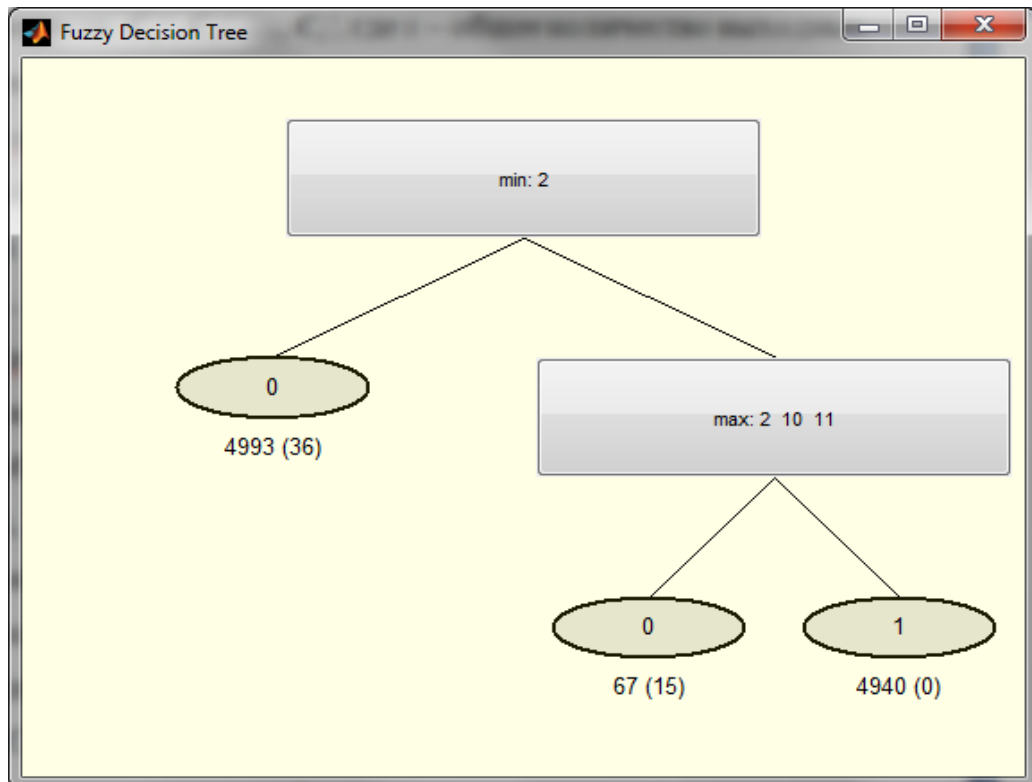 Fuzzy Decision Tree
min: 2
0
4993 (36)
max: 2 10 11
0
1
67 (15)
4940 (0)